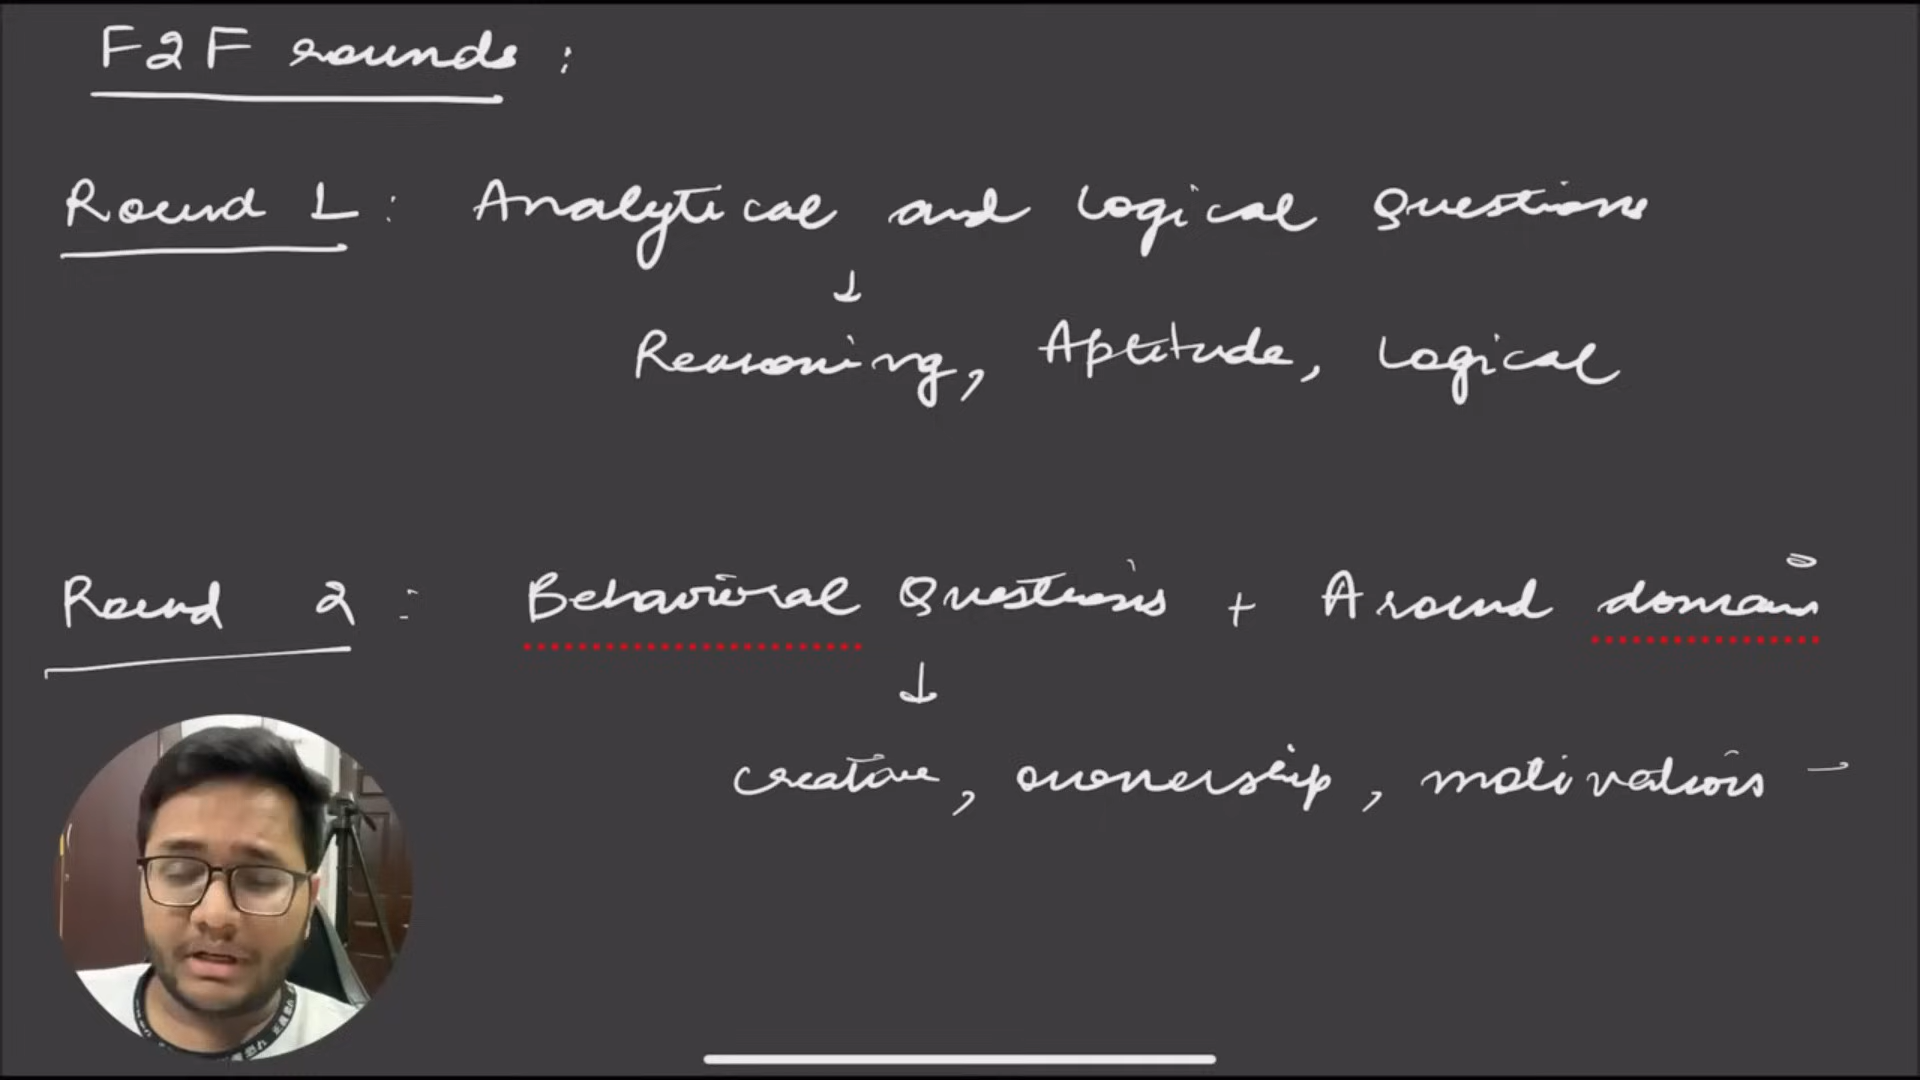 F2F rounds :
Round 1 : Analytical and Logical Questions
↓
Reasoning, Aptitude, Logical
Round 2 : Behavioral Questions + Around domain
↓
creative, ownership, motivations -